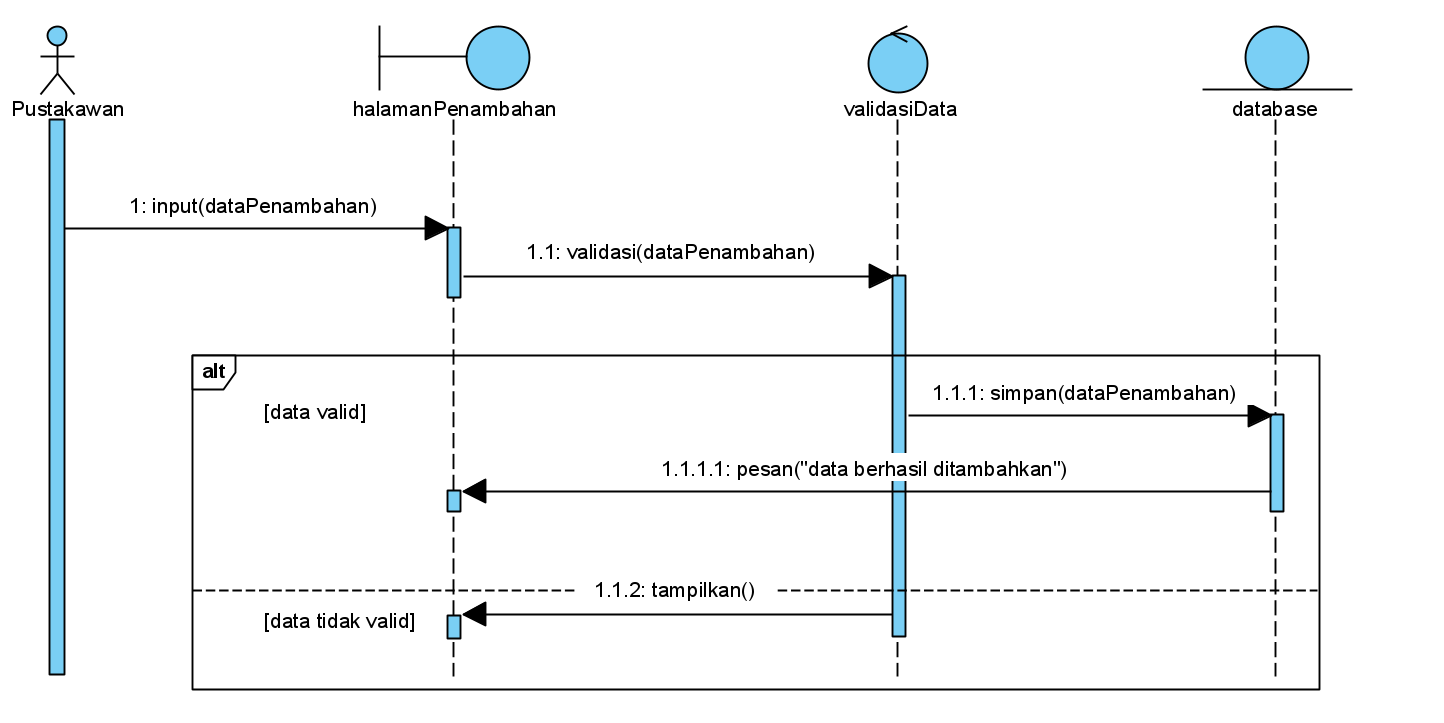 Pustakawan
halamanPenambahan
validasiData
database
1: input(dataPenambahan)
1.1: validasi(dataPenambahan)
alt
1.1.1: simpan(dataPenambahan)
[data valid]
1.1.1.1: pesan("data berhasil ditambahkan")
1.1.2: tampilkan()
[data tidak valid]